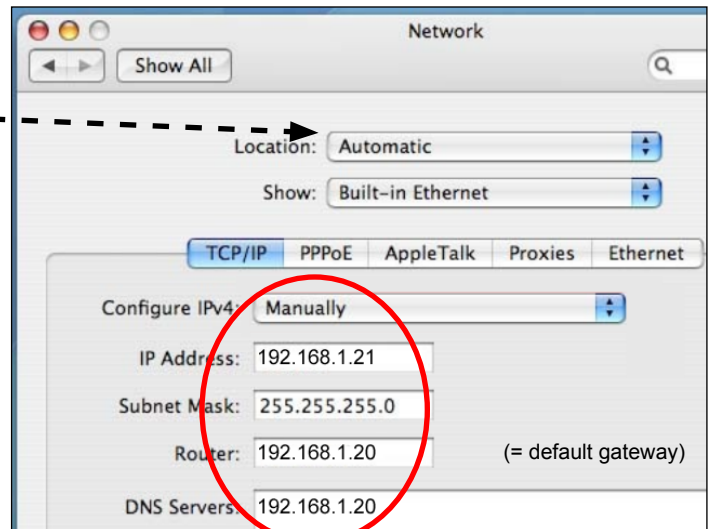 Network
Show All
Location: Automatic
Show: Built-in Ethernet
TCP/IP PPPoE AppleTalk Proxies Ethernet
Configure IPv4: Manually
IP Address: 192.168.1.21
Subnet Mask: 255.255.255.0
Router: 192.168.1.20 (= default gateway)
DNS Servers: 192.168.1.20